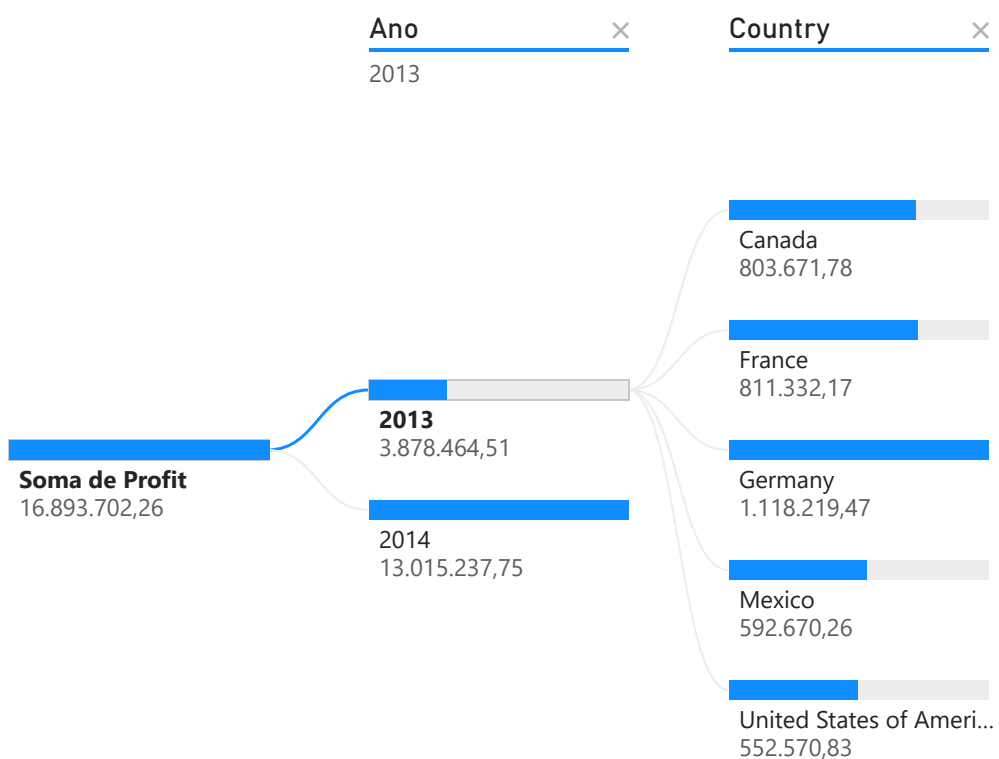 Ano
2013
Country
Soma de Profit
16.893.702,26
2013
3.878.464,51
2014
13.015.237,75
Canada
803.671,78
France
811.332,17
Germany
1.118.219,47
Mexico
592.670,26
United States of Ameri...
552.570,83